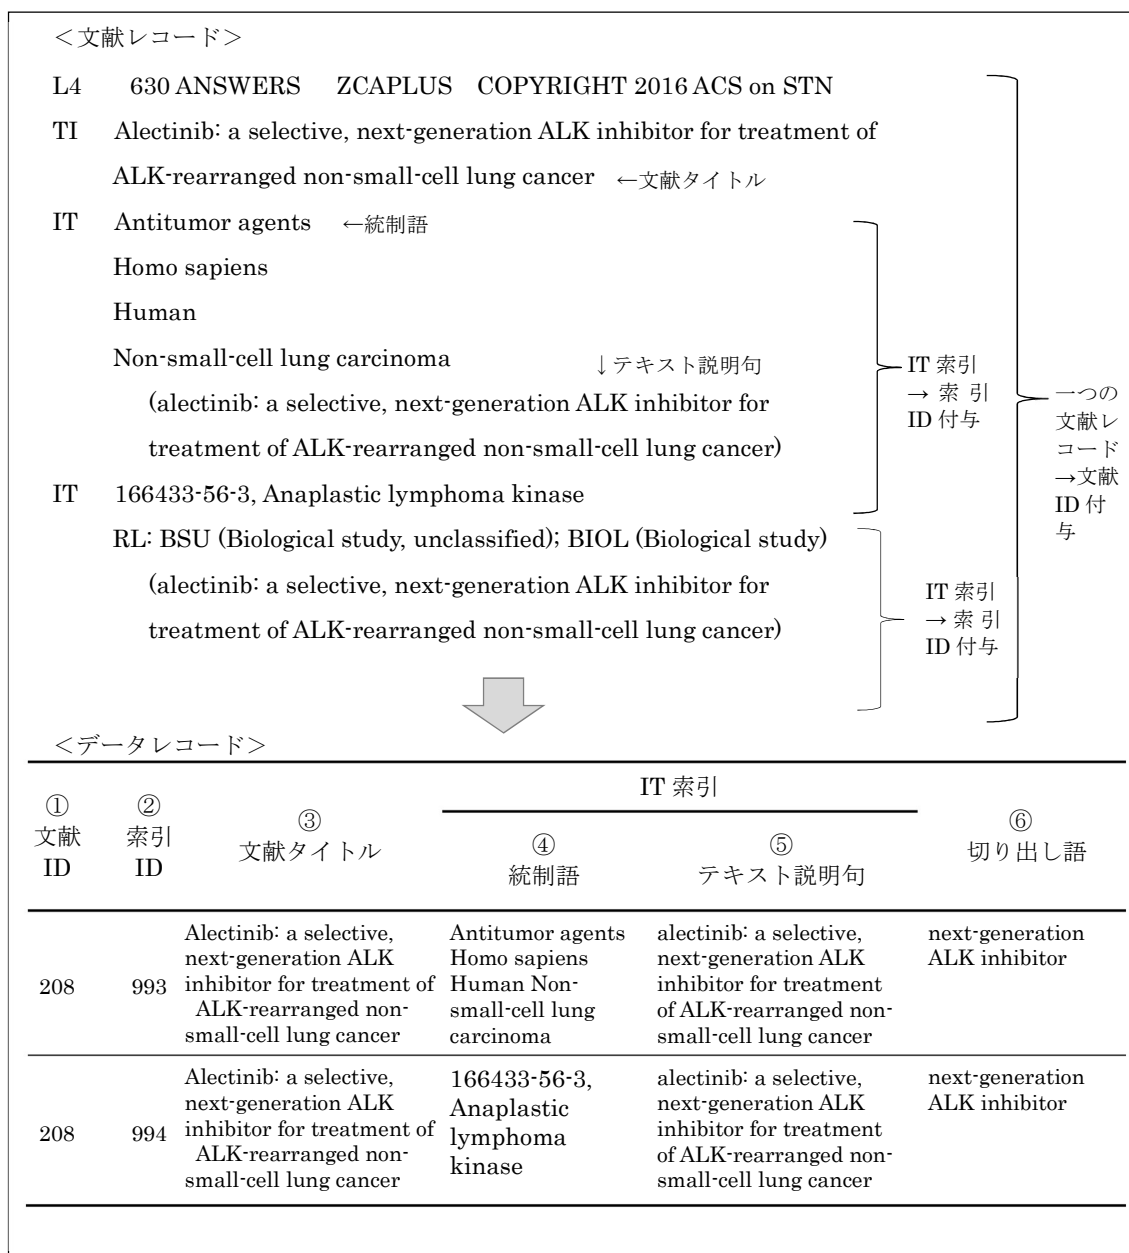 ＜文献レコード＞
L4 630 ANSWERS ZCAPLUS COPYRIGHT 2016 ACS on STN
TI Alectinib: a selective, next-generation ALK inhibitor for treatment of
ALK-rearranged non-small-cell lung cancer ←文献タイトル
IT Antitumor agents ←統制語
Homo sapiens
Human
Non-small-cell lung carcinoma ↓テキスト説明句
(alectinib: a selective, next-generation ALK inhibitor for
treatment of ALK-rearranged non-small-cell lung cancer)
IT 166433-56-3, Anaplastic lymphoma kinase
RL: BSU (Biological study, unclassified); BIOL (Biological study)
(alectinib: a selective, next-generation ALK inhibitor for
treatment of ALK-rearranged non-small-cell lung cancer)
IT 索引
→ 索 引
ID 付与
IT 索引
→ 索 引
ID 付与
一つの
文献レ
コード
→文献
ID 付
与
＜データレコード＞
①
文献
ID
②
索引
ID
③
文献タイトル
IT 索引
④
統制語
⑤
テキスト説明句
⑥
切り出し語
208
993
Alectinib: a selective,
next-generation ALK
inhibitor for treatment of
ALK-rearranged non-
small-cell lung cancer
Antitumor agents
Homo sapiens
Human Non-
small-cell lung
carcinoma
alectinib: a selective,
next-generation ALK
inhibitor for treatment
of ALK-rearranged non-
small-cell lung cancer
next-generation
ALK inhibitor
208
994
Alectinib: a selective,
next-generation ALK
inhibitor for treatment of
ALK-rearranged non-
small-cell lung cancer
166433-56-3,
Anaplastic
lymphoma
kinase
alectinib: a selective,
next-generation ALK
inhibitor for treatment
of ALK-rearranged non-
small-cell lung cancer
next-generation
ALK inhibitor